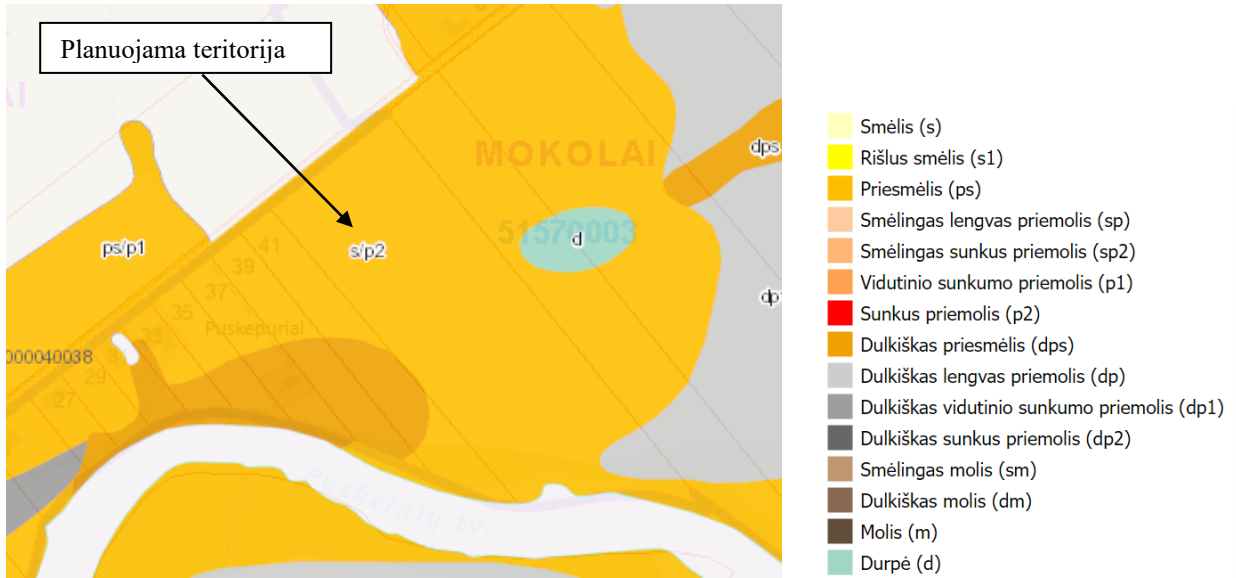 Planuojama teritorija
AI
MOKOLAI
51570003
dps
ps/p1
s/p2
d
41
39
37
35
33
Puskepuriai
000040038
29
27
Puskelnių tv.
Smėlis (s)
Rišlus smėlis (s1)
Priesmėlis (ps)
Smėlingas lengvas priemolis (sp)
Smėlingas sunkus priemolis (sp2)
Vidutinio sunkumo priemolis (p1)
Sunkus priemolis (p2)
Dulkiškas priesmėlis (dps)
Dulkiškas lengvas priemolis (dp)
Dulkiškas vidutinio sunkumo priemolis (dp1)
Dulkiškas sunkus priemolis (dp2)
Smėlingas molis (sm)
Dulkiškas molis (dm)
Molis (m)
Durpė (d)